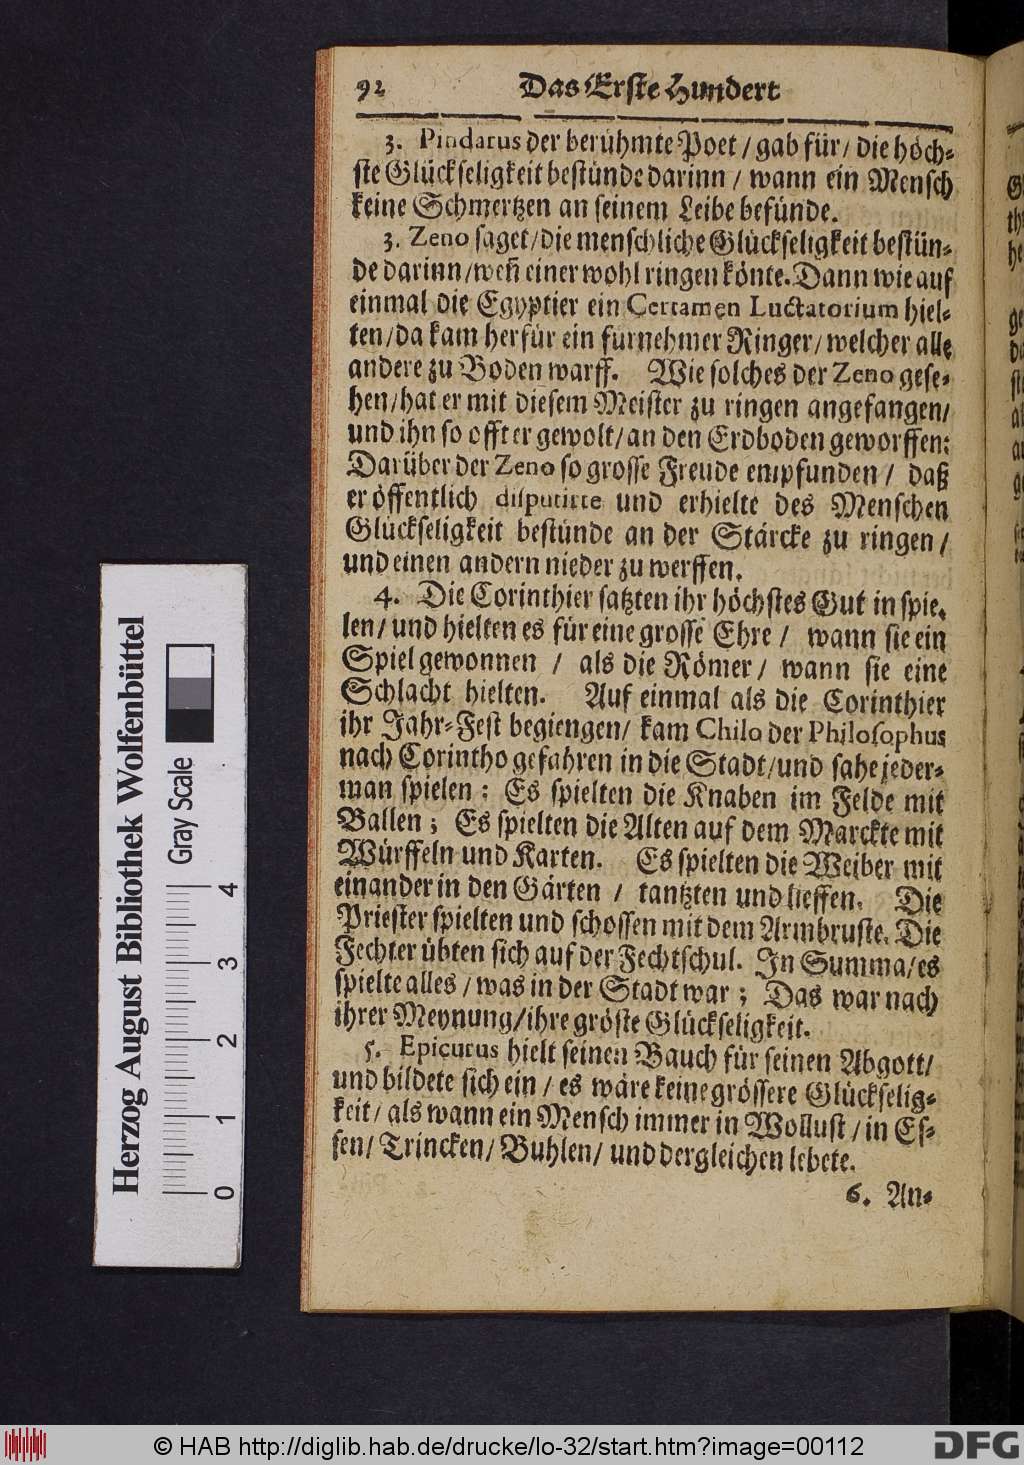 92 Das Erste Hundert
3. Pindarus der berühmte Poet / gab für / die höch-
ste Glückseligkeit bestünde darinn / wann ein Mensch
keine Schmertzen an seinem Leibe befünde.
3. Zeno saget / die menschliche Glückseligkeit bestün-
de darinn / weñ einer wohl ringen könte. Dann wie auf
einmal die Egyptier ein Certamen Luctatorium hiel-
ten / da kam herfür ein fürnehmer Ringer / welcher alle
andere zu Boden warff. Wie solches der Zeno gese-
hen / hat er mit diesem Meister zu ringen angefangen /
und ihn so offt er gewolt / an den Erdboden geworffen:
Darüber der Zeno so grosse Freude empfunden / daß
er öffentlich disputirte und erhielte des Menschen
Glückseligkeit bestünde an der Stärcke zu ringen /
und einen andern nieder zu werffen.
4. Die Corinthier satzten ihr höchstes Gut in spie-
len / und hielten es für eine grosse Ehre / wann sie ein
Spiel gewonnen / als die Römer / wann sie eine
Schlacht hielten. Auf einmal als die Corinthier
ihr Jahr-Fest begiengen / kam Chilo der Philosophus
nach Corintho gefahren in die Stadt / und sahe jeder-
man spielen: Es spielten die Knaben im Felde mit
Ballen; Es spielten die Alten auf dem Marckte mit
Würffeln und Karten. Es spielten die Weiber mit
einander in den Gärten / tantzten und lieffen. Die
Priester spielten und schossen mit dem Armbruste. Die
Fechter übten sich auf der Fechtschul. In Summa / es
spielte alles / was in der Stadt war; Das war nach
ihrer Meynung / ihre gröste Glückseligkeit.
5. Epicurus hielt seinen Bauch für seinen Abgott /
und bildete sich ein / es wäre keine grössere Glückselig-
keit / als wann ein Mensch immer in Wollust / in Es-
sen / Trincken / Buhlen / und dergleichen lebete.
6. An-
Herzog August Bibliothek Wolfenbüttel
Gray Scale
0 1 2 3 4
© HAB http://diglib.hab.de/drucke/lo-32/start.htm?image=00112
DFG